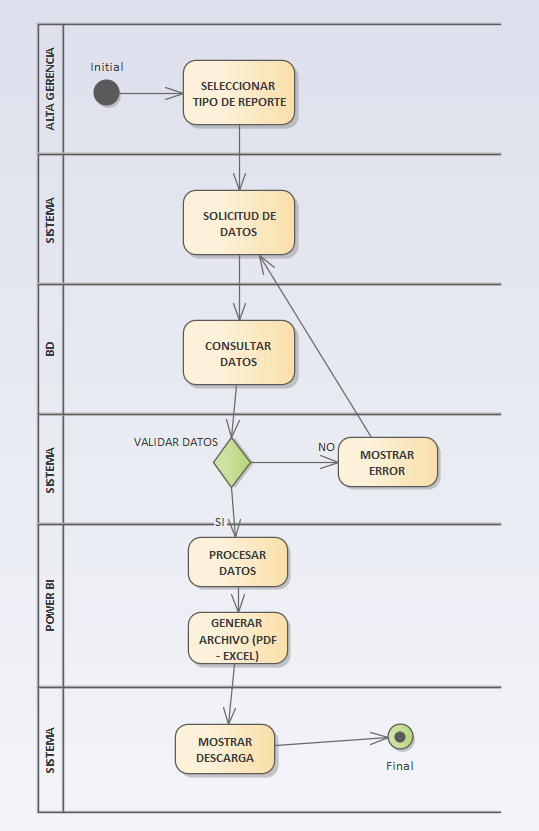 ALTA GERENCIA
Initial
SELECCIONAR
TIPO DE REPORTE
SISTEMA
SOLICITUD DE
DATOS
BD
CONSULTAR
DATOS
SISTEMA
VALIDAR DATOS
NO
MOSTRAR
ERROR
SI
POWER BI
PROCESAR
DATOS
GENERAR
ARCHIVO (PDF
- EXCEL)
SISTEMA
MOSTRAR
DESCARGA
Final